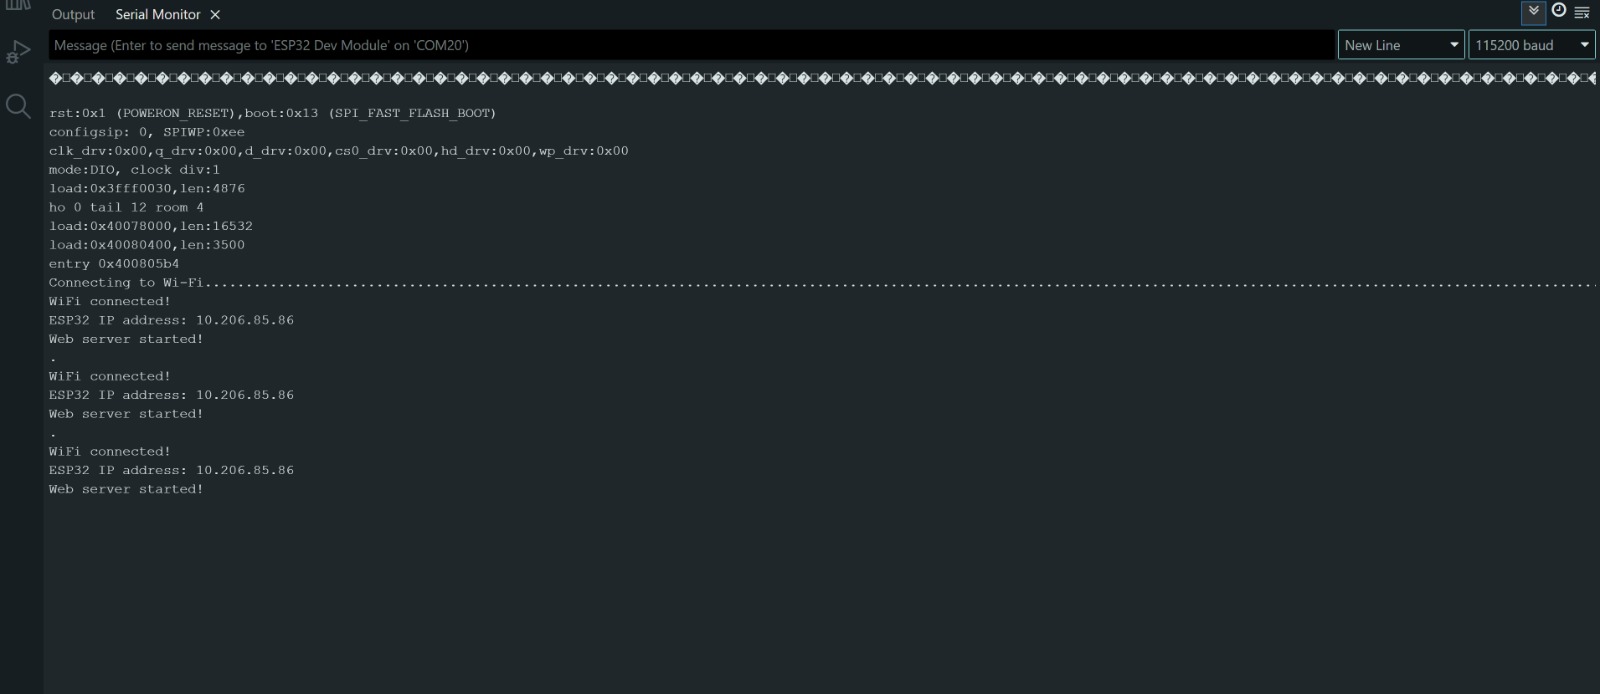 Output Serial Monitor
Message (Enter to send message to 'ESP32 Dev Module' on 'COM20')
New Line
115200 baud
rst:0x1 (POWERON_RESET),boot:0x13 (SPI_FAST_FLASH_BOOT)
configsip: 0, SPIWP:0xee
clk_drv:0x00,q_drv:0x00,d_drv:0x00,cs0_drv:0x00,hd_drv:0x00,wp_drv:0x00
mode:DIO, clock div:1
load:0x3fff0030,len:4876
ho 0 tail 12 room 4
load:0x40078000,len:16532
load:0x40080400,len:3500
entry 0x400805b4
Connecting to Wi-Fi..........................................................................................................................................................................
WiFi connected!
ESP32 IP address: 10.206.85.86
Web server started!
.
WiFi connected!
ESP32 IP address: 10.206.85.86
Web server started!
.
WiFi connected!
ESP32 IP address: 10.206.85.86
Web server started!